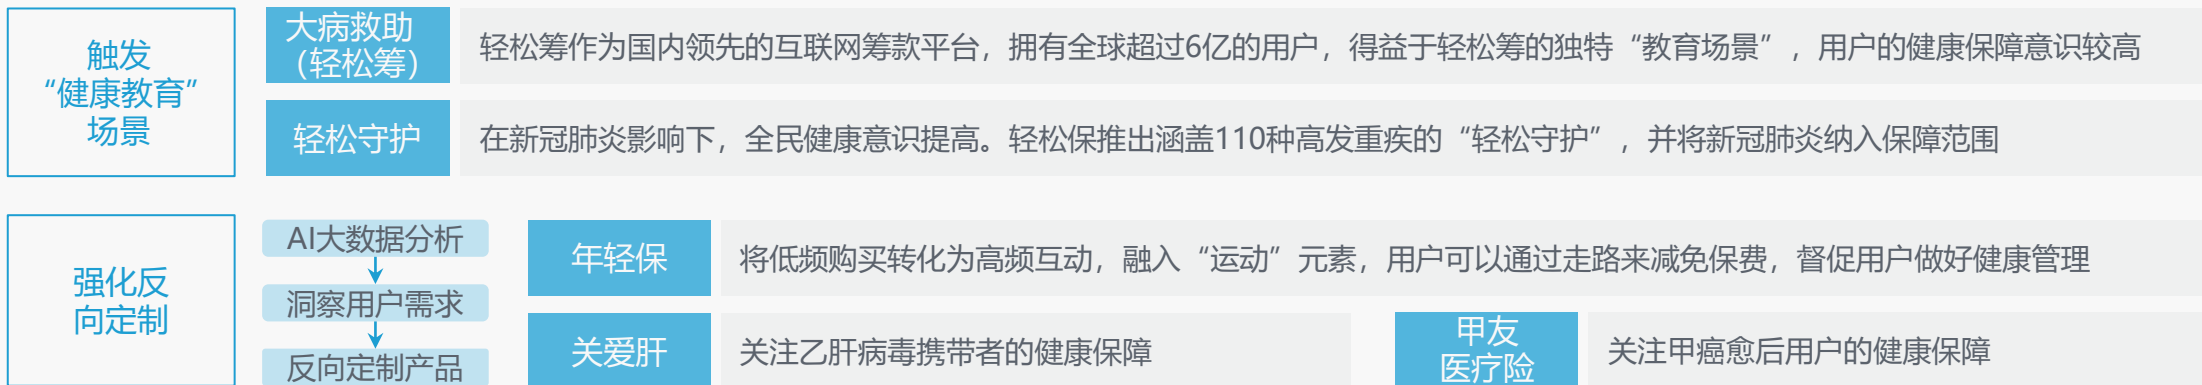 触发
“健康教育”
场景
大病救助
（轻松筹）
轻松筹作为国内领先的互联网筹款平台，拥有全球超过6亿的用户，得益于轻松筹的独特“教育场景”，用户的健康保障意识较高
轻松守护
在新冠肺炎影响下，全民健康意识提高。轻松保推出涵盖110种高发重疾的“轻松守护”，并将新冠肺炎纳入保障范围
强化反
向定制
AI大数据分析
洞察用户需求
反向定制产品
年轻保
将低频购买转化为高频互动，融入“运动”元素，用户可以通过走路来减免保费，督促用户做好健康管理
关爱肝
关注乙肝病毒携带者的健康保障
甲友
医疗险
关注甲癌愈后用户的健康保障